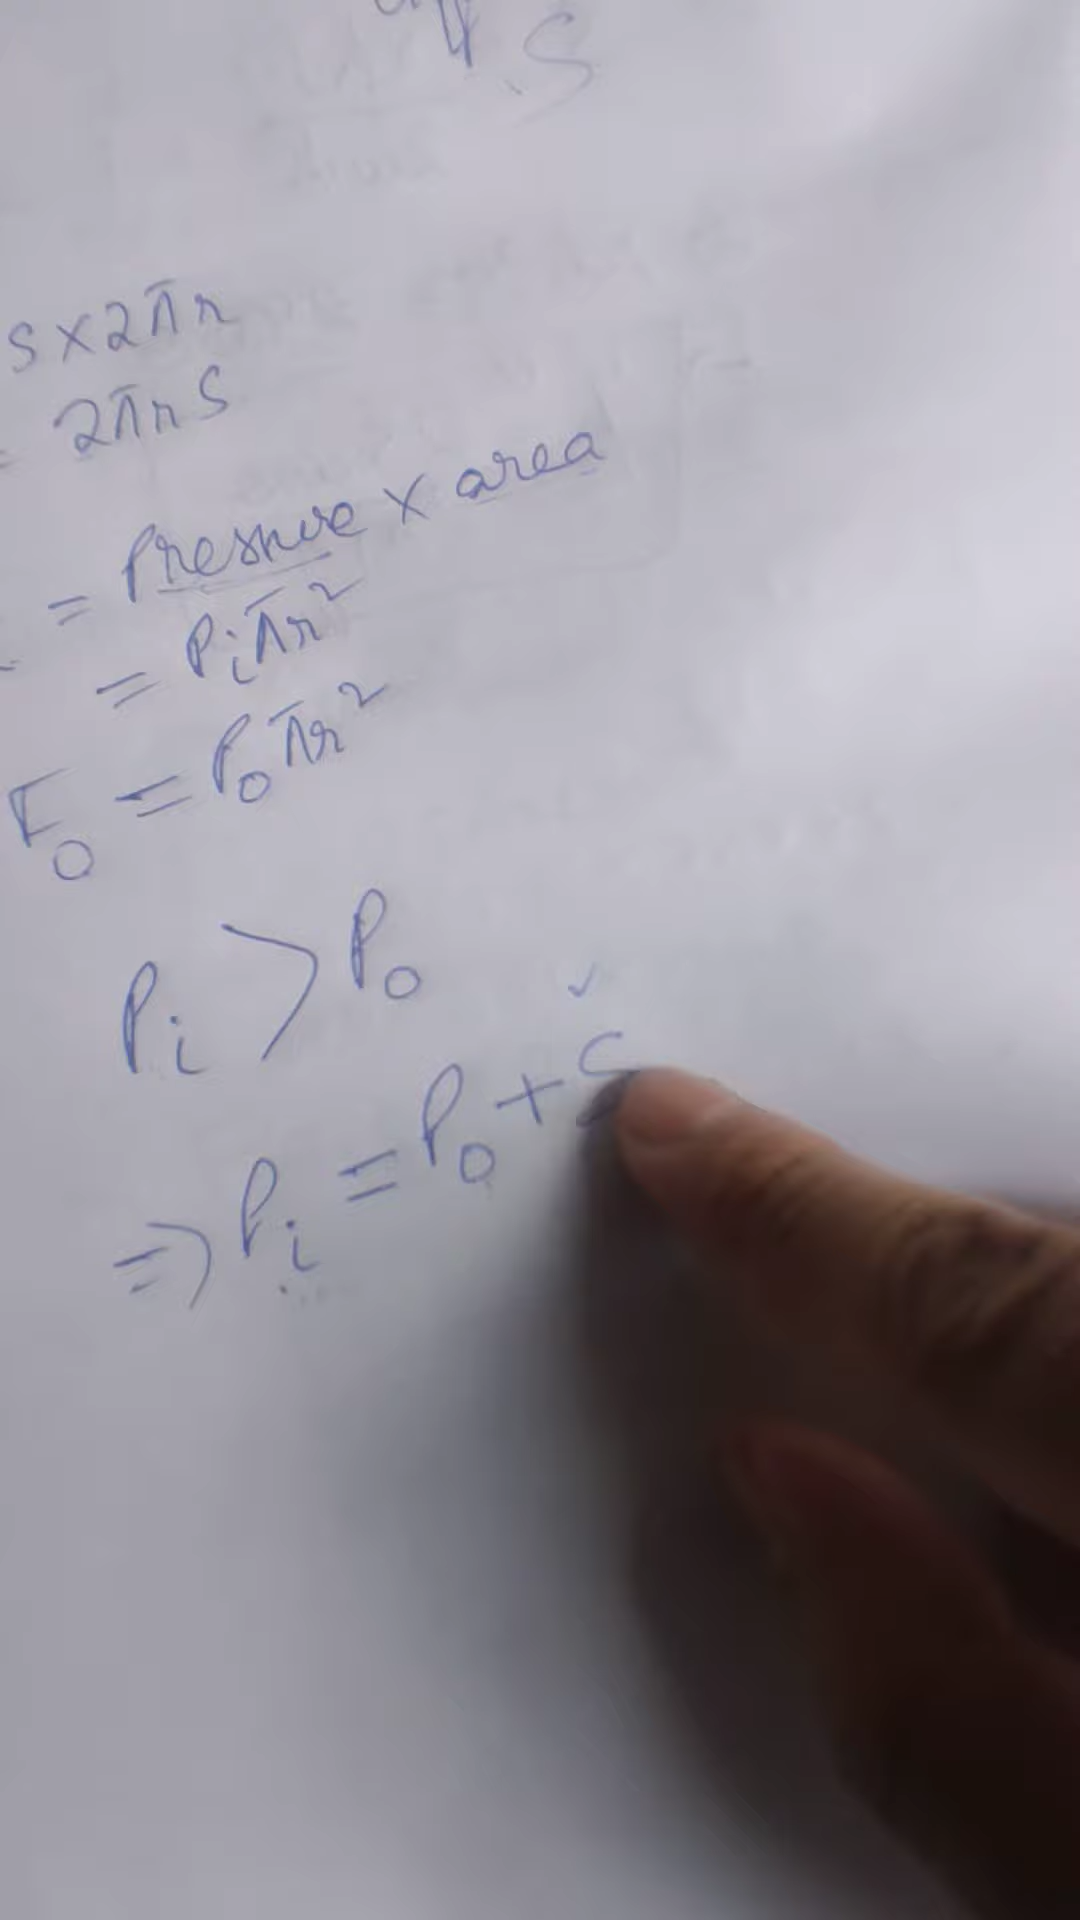 S
S×2πr
= 2πrS
= Pressure × area
= Piπr²
F₀ = P₀πr²
Pi > P₀
✓
⇒ Pi = P₀ + S